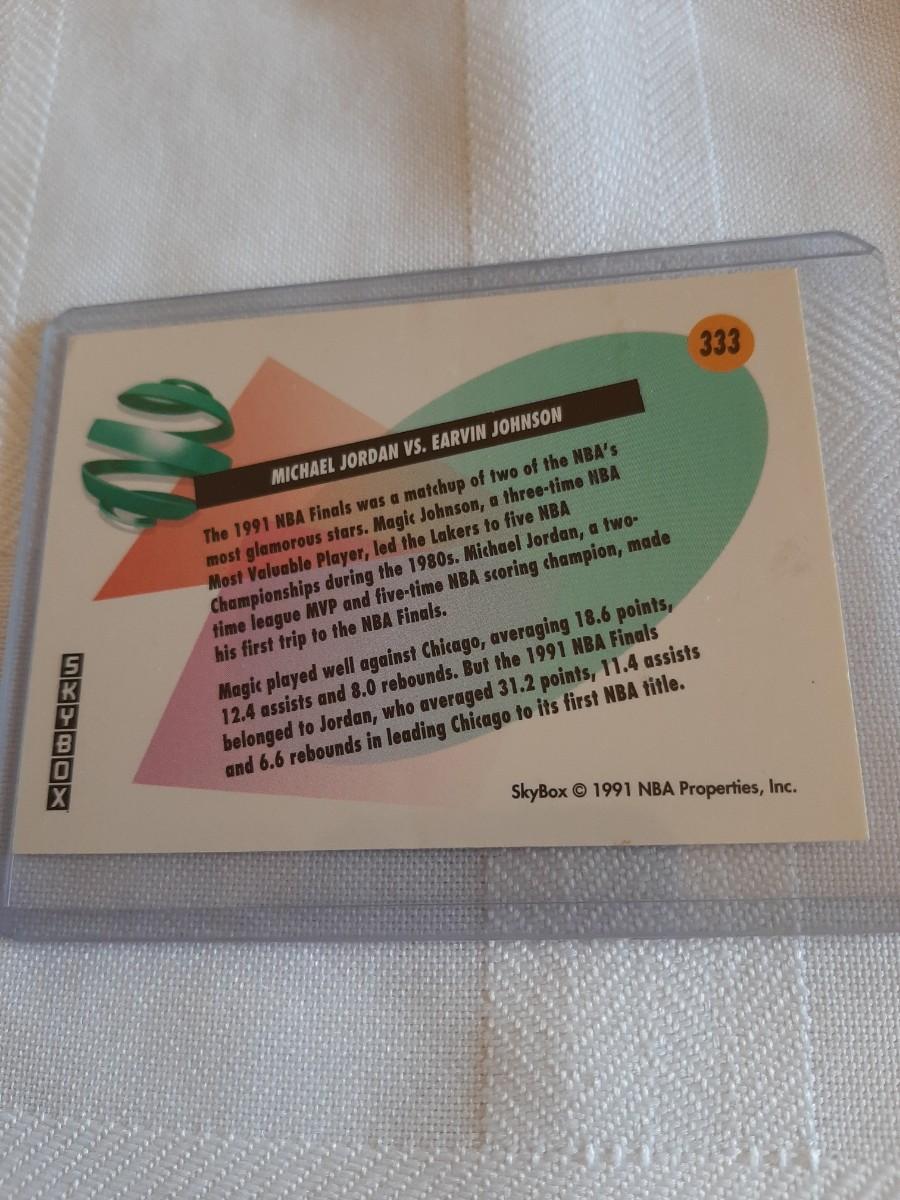 333
MICHAEL JORDAN VS. EARVIN JOHNSON
The 1991 NBA Finals was a matchup of two of the NBA's
most glamorous stars. Magic Johnson, a three-time NBA
Most Valuable Player, led the Lakers to five NBA
Championships during the 1980s. Michael Jordan, a two-
time league MVP and five-time NBA scoring champion, made
his first trip to the NBA Finals.
Magic played well against Chicago, averaging 18.6 points,
12.4 assists and 8.0 rebounds. But the 1991 NBA Finals
belonged to Jordan, who averaged 31.2 points, 11.4 assists
and 6.6 rebounds in leading Chicago to its first NBA title.
SKYBOX
SkyBox © 1991 NBA Properties, Inc.